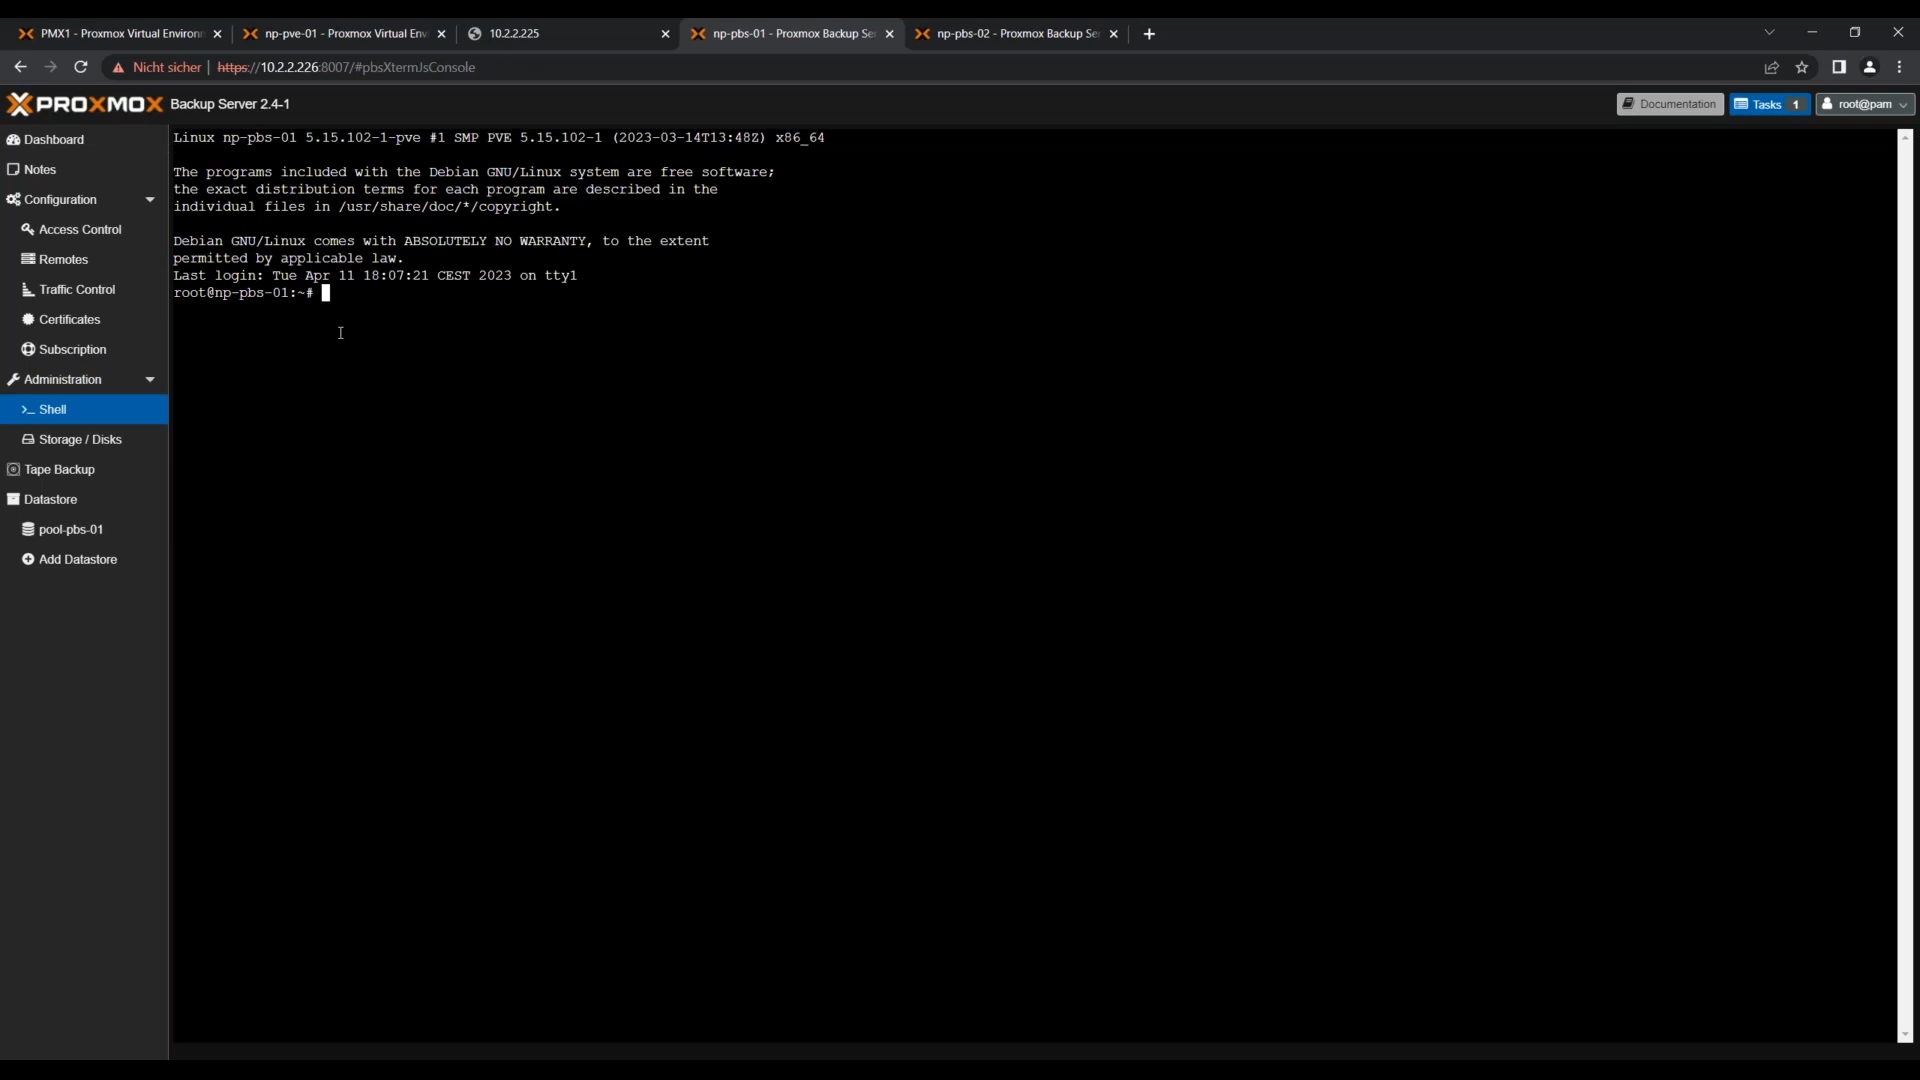 PMX1 - Proxmox Virtual Environ
np-pve-01 - Proxmox Virtual Env
10.2.2.225
np-pbs-01 - Proxmox Backup Se
np-pbs-02 - Proxmox Backup Se
Nicht sicher | https://10.2.2.226:8007/#pbsXtermJsConsole
PROXMOX Backup Server 2.4-1
Documentation
Tasks 1
root@pam
Dashboard
Notes
Configuration
Access Control
Remotes
Traffic Control
Certificates
Subscription
Administration
Shell
Storage / Disks
Tape Backup
Datastore
pool-pbs-01
Add Datastore
Linux np-pbs-01 5.15.102-1-pve #1 SMP PVE 5.15.102-1 (2023-03-14T13:48Z) x86_64
The programs included with the Debian GNU/Linux system are free software;
the exact distribution terms for each program are described in the
individual files in /usr/share/doc/*/copyright.
Debian GNU/Linux comes with ABSOLUTELY NO WARRANTY, to the extent
permitted by applicable law.
Last login: Tue Apr 11 18:07:21 CEST 2023 on tty1
root@np-pbs-01:~#